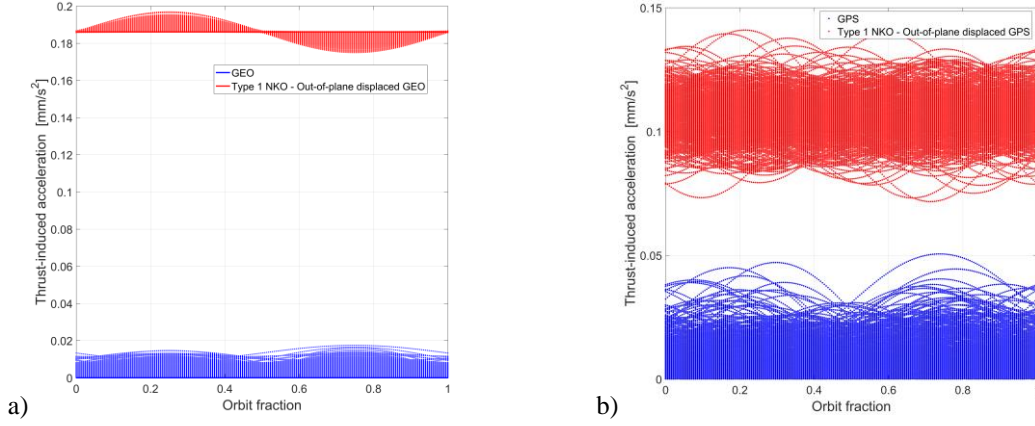 0.2
0.18
0.16
0.14
0.12
0.1
0.08
0.06
0.04
0.02
0
Thrust-induced acceleration [mm/s²]
GEO
Type 1 NKO - Out-of-plane displaced GEO
0 0.2 0.4 0.6 0.8 1
Orbit fraction
a)
0.15
0.1
0.05
0
Thrust-induced acceleration [mm/s²]
GPS
Type 1 NKO - Out-of-plane displaced GPS
0 0.2 0.4 0.6 0.8
Orbit fraction
b)